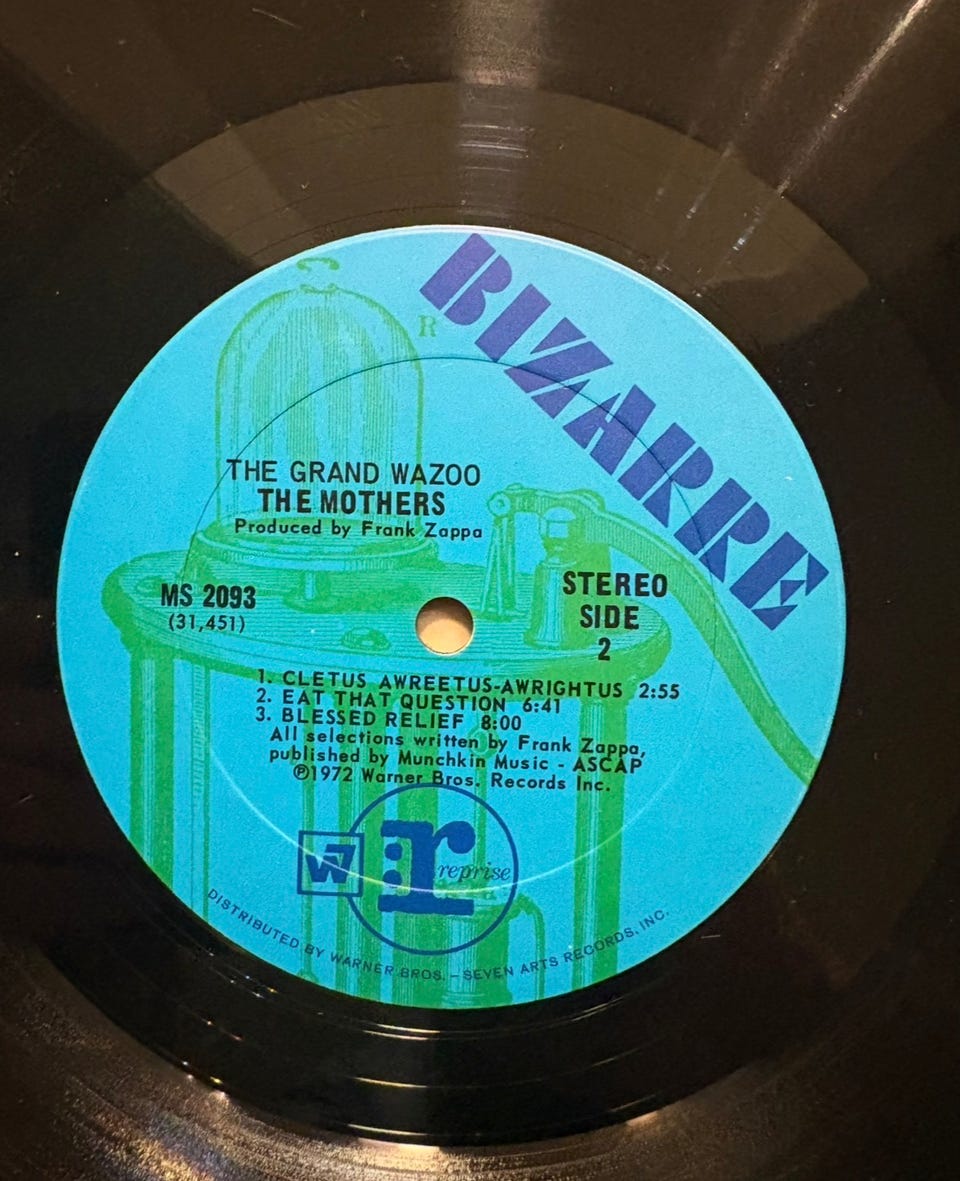 BIZARRE
R
THE GRAND WAZOO
THE MOTHERS
Produced by Frank Zappa
MS 2093
(31,451)
STEREO
SIDE
2
1. CLETUS AWREETUS-AWRIGHTUS 2:55
2. EAT THAT QUESTION 6:41
3. BLESSED RELIEF 8:00
All selections written by Frank Zappa,
published by Munchkin Music - ASCAP
℗1972 Warner Bros. Records Inc.
W7
:r
reprise
DISTRIBUTED BY WARNER BROS. – SEVEN ARTS RECORDS, INC.